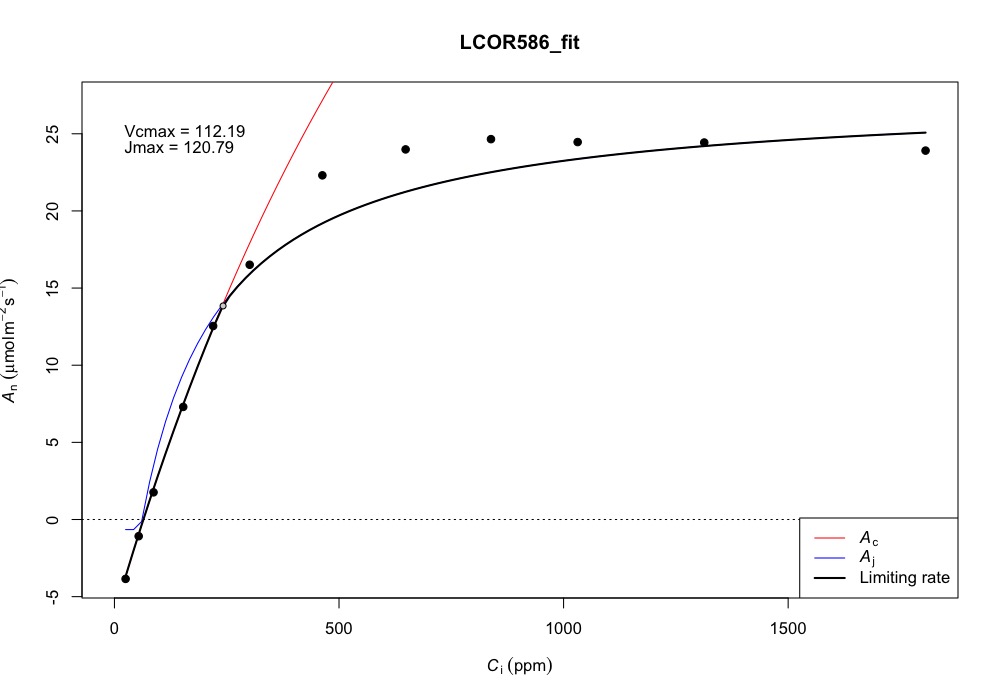 LCOR586_fit
Vcmax = 112.19
Jmax = 120.79
25
20
15
10
5
0
-5
Aₙ (μmolm⁻²s⁻¹)
0 500 1000 1500
Cᵢ (ppm)
A꜀
Aⱼ
Limiting rate